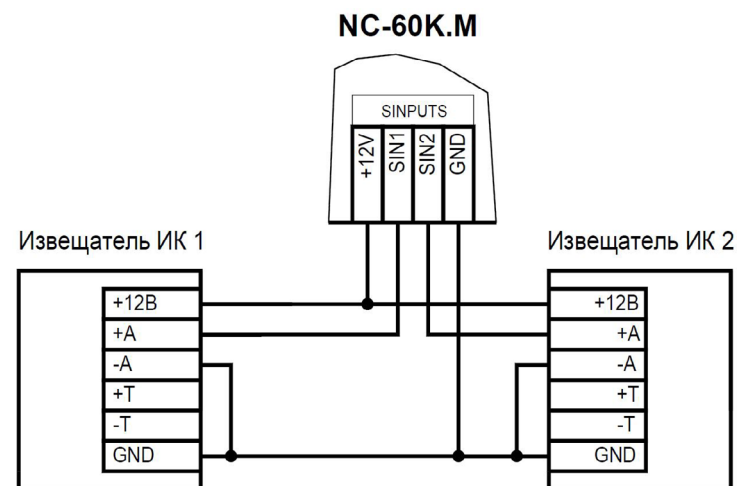 NC-60K.M
SINPUTS
+12V
SIN1
SIN2
GND
Извещатель ИК 1
+12В
+A
-A
+T
-T
GND
Извещатель ИК 2
+12В
+A
-A
+T
-T
GND